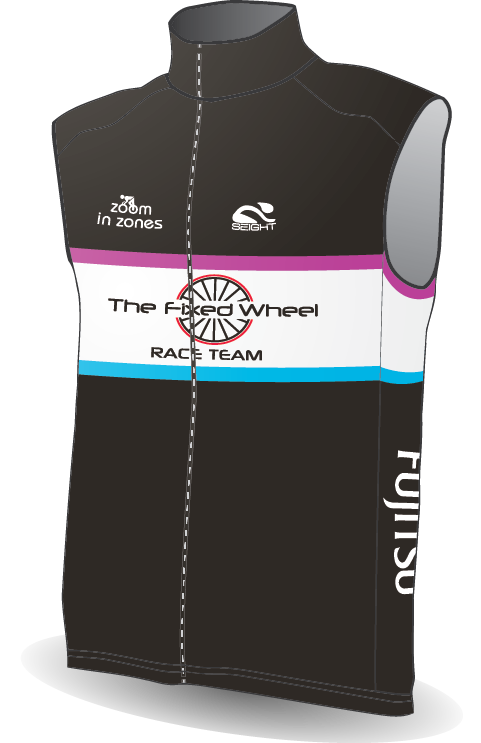 zoom
in zones
SEIGHT
The Fixed Wheel
RACE TEAM
FUJITSU